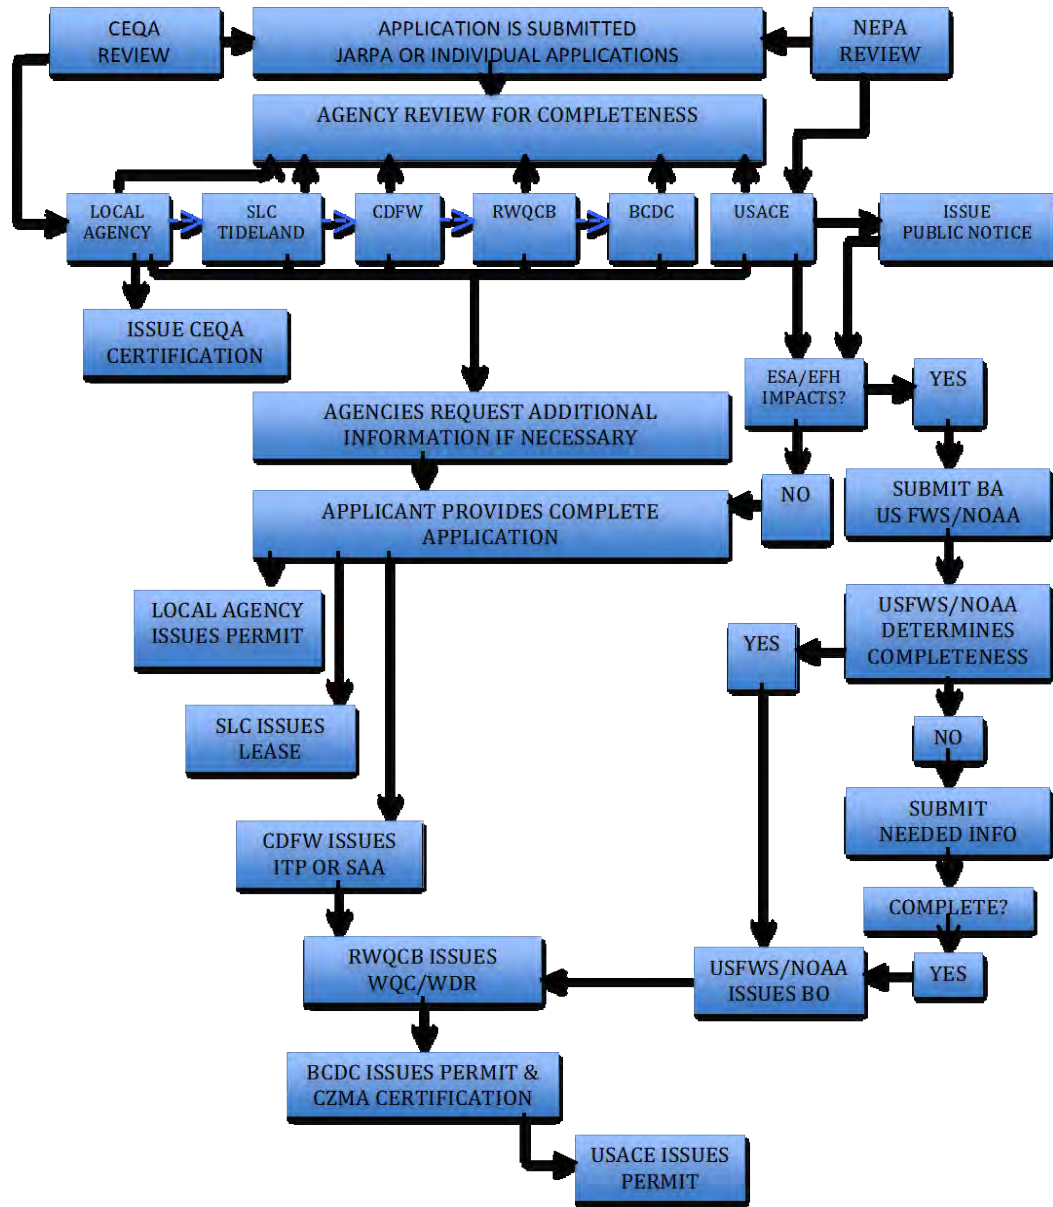 CEQA
REVIEW
APPLICATION IS SUBMITTED
JARPA OR INDIVIDUAL APPLICATIONS
NEPA
REVIEW
AGENCY REVIEW FOR COMPLETENESS
LOCAL
AGENCY
SLC
TIDELAND
CDFW
RWQCB
BCDC
USACE
ISSUE
PUBLIC NOTICE
ISSUE CEQA
CERTIFICATION
ESA/EFH
IMPACTS?
YES
AGENCIES REQUEST ADDITIONAL
INFORMATION IF NECESSARY
NO
SUBMIT BA
US FWS/NOAA
APPLICANT PROVIDES COMPLETE
APPLICATION
LOCAL AGENCY
ISSUES PERMIT
YES
USFWS/NOAA
DETERMINES
COMPLETENESS
SLC ISSUES
LEASE
NO
SUBMIT
NEEDED INFO
CDFW ISSUES
ITP OR SAA
COMPLETE?
RWQCB ISSUES
WQC/WDR
USFWS/NOAA
ISSUES BO
YES
BCDC ISSUES PERMIT &
CZMA CERTIFICATION
USACE ISSUES
PERMIT